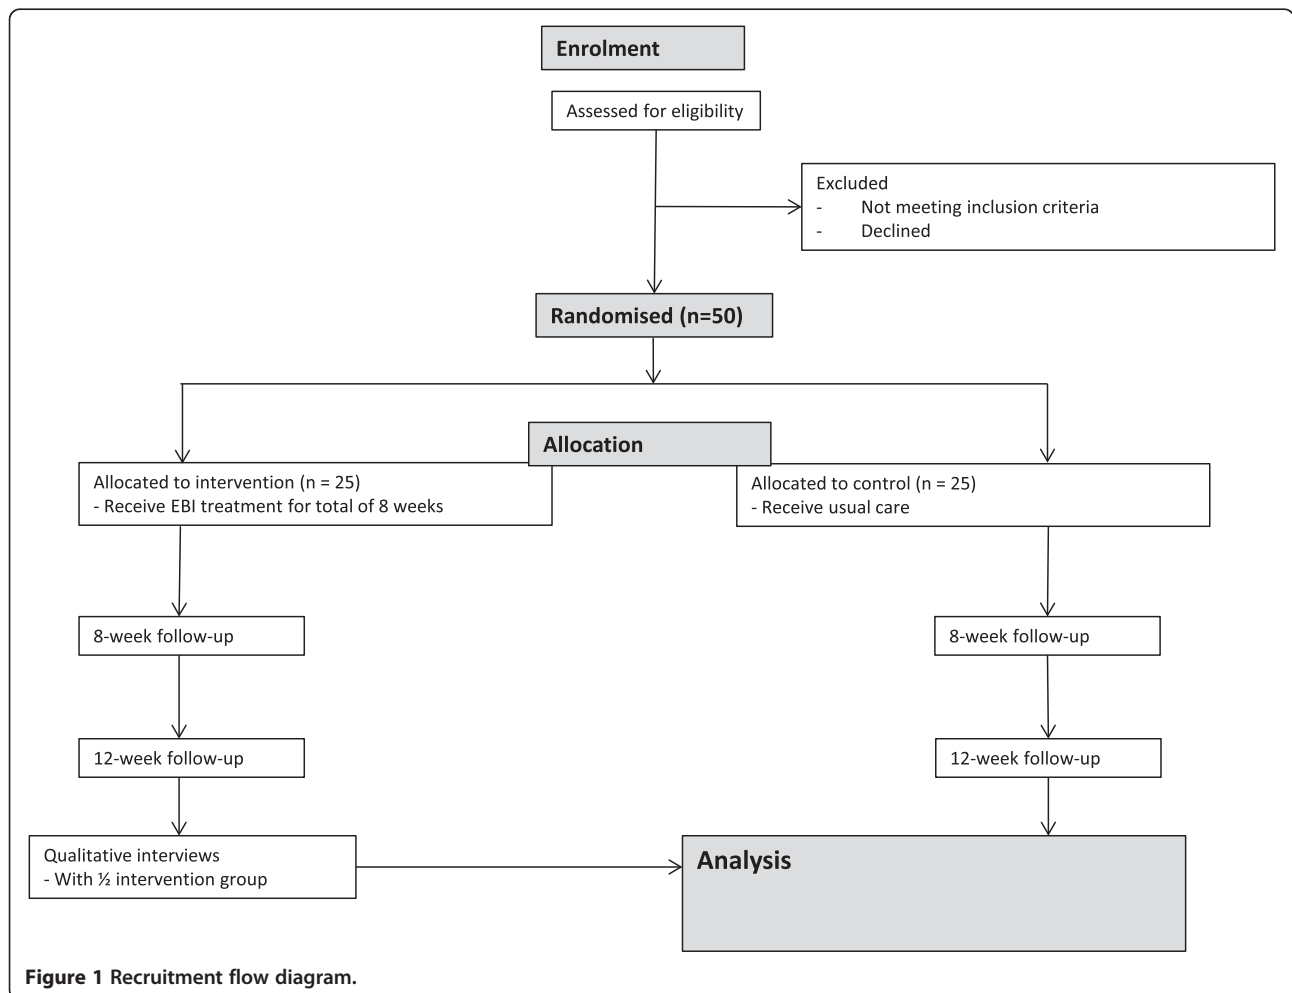 Enrolment
Assessed for eligibility
Excluded
- Not meeting inclusion criteria
- Declined
Randomised (n=50)
Allocation
Allocated to intervention (n = 25)
- Receive EBI treatment for total of 8 weeks
Allocated to control (n = 25)
- Receive usual care
8-week follow-up
8-week follow-up
12-week follow-up
12-week follow-up
Qualitative interviews
- With ½ intervention group
Analysis
Figure 1 Recruitment flow diagram.